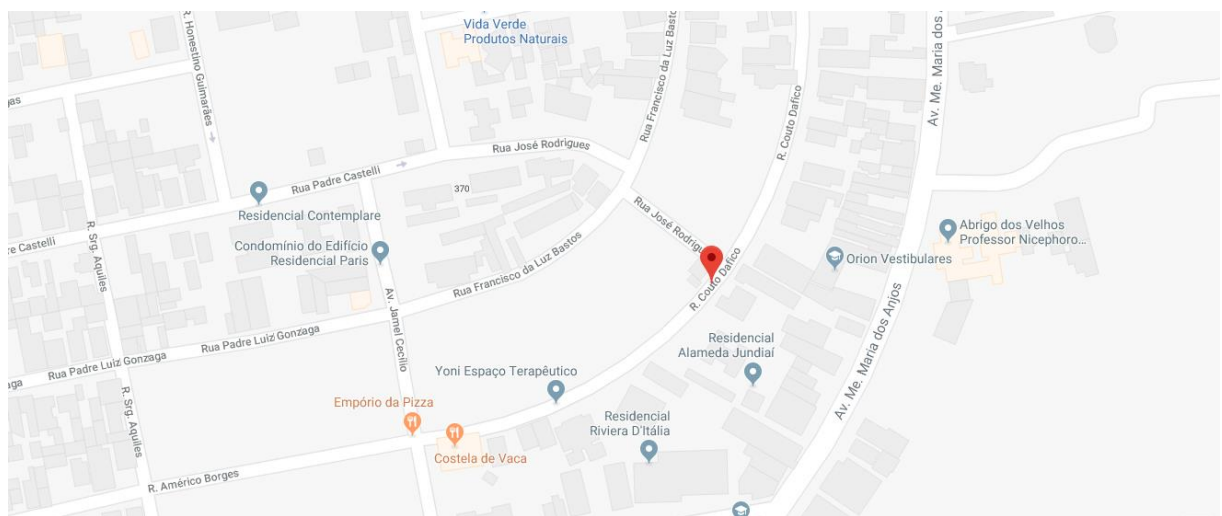 R. Honestino Guimarães
Vida Verde
Produtos Naturais
Rua Francisco da Luz Bastos
R. Couto Dafico
Av. Me. Maria dos A
gas
Rua José Rodrigues
Rua Padre Castelli
370
Residencial Contemplare
e Castelli
R. Srg. Aquiles
Condomínio do Edifício
Residencial Paris
Rua José Rodrigu
Abrigo dos Velhos
Professor Nicephoro...
Orion Vestibulares
Rua Francisco da Luz Bastos
R. Couto Dafico
Av. Jamel Cecílio
Rua Padre Luiz Gonzaga
Rua Padre Luiz Gonzaga
aga
Residencial
Alameda Jundiaí
Av. Me. Maria dos Anjos
Yoni Espaço Terapêutico
R. Srg. Aquiles
Empório da Pizza
Residencial
Riviera D'Itália
Costela de Vaca
R. Américo Borges